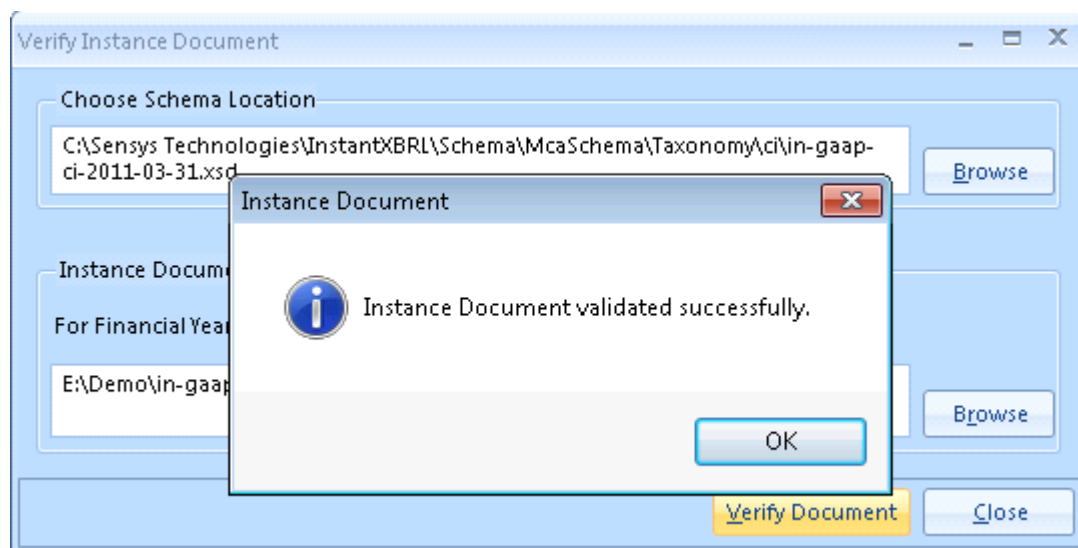 Verify Instance Document
Choose Schema Location
C:\Sensys Technologies\InstantXBRL\Schema\McaSchema\Taxonomy\ci\in-gaap-
ci-2011-03-31.xsd
Browse
Instance Document
Instance Docum
Instance Document validated successfully.
For Financial Year
E:\Demo\in-gaap
Browse
OK
Verify Document
Close